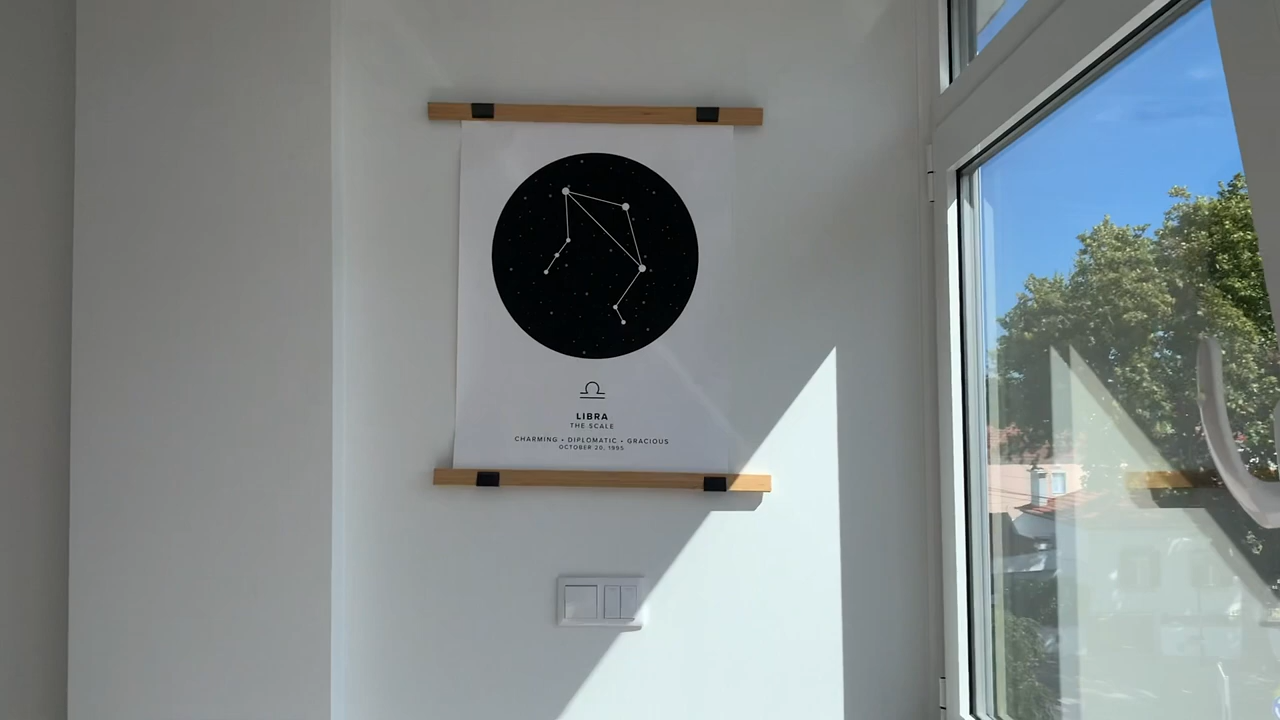 LIBRA
THE SCALE
CHARMING • DIPLOMATIC • GRACIOUS
OCTOBER 20, 1995